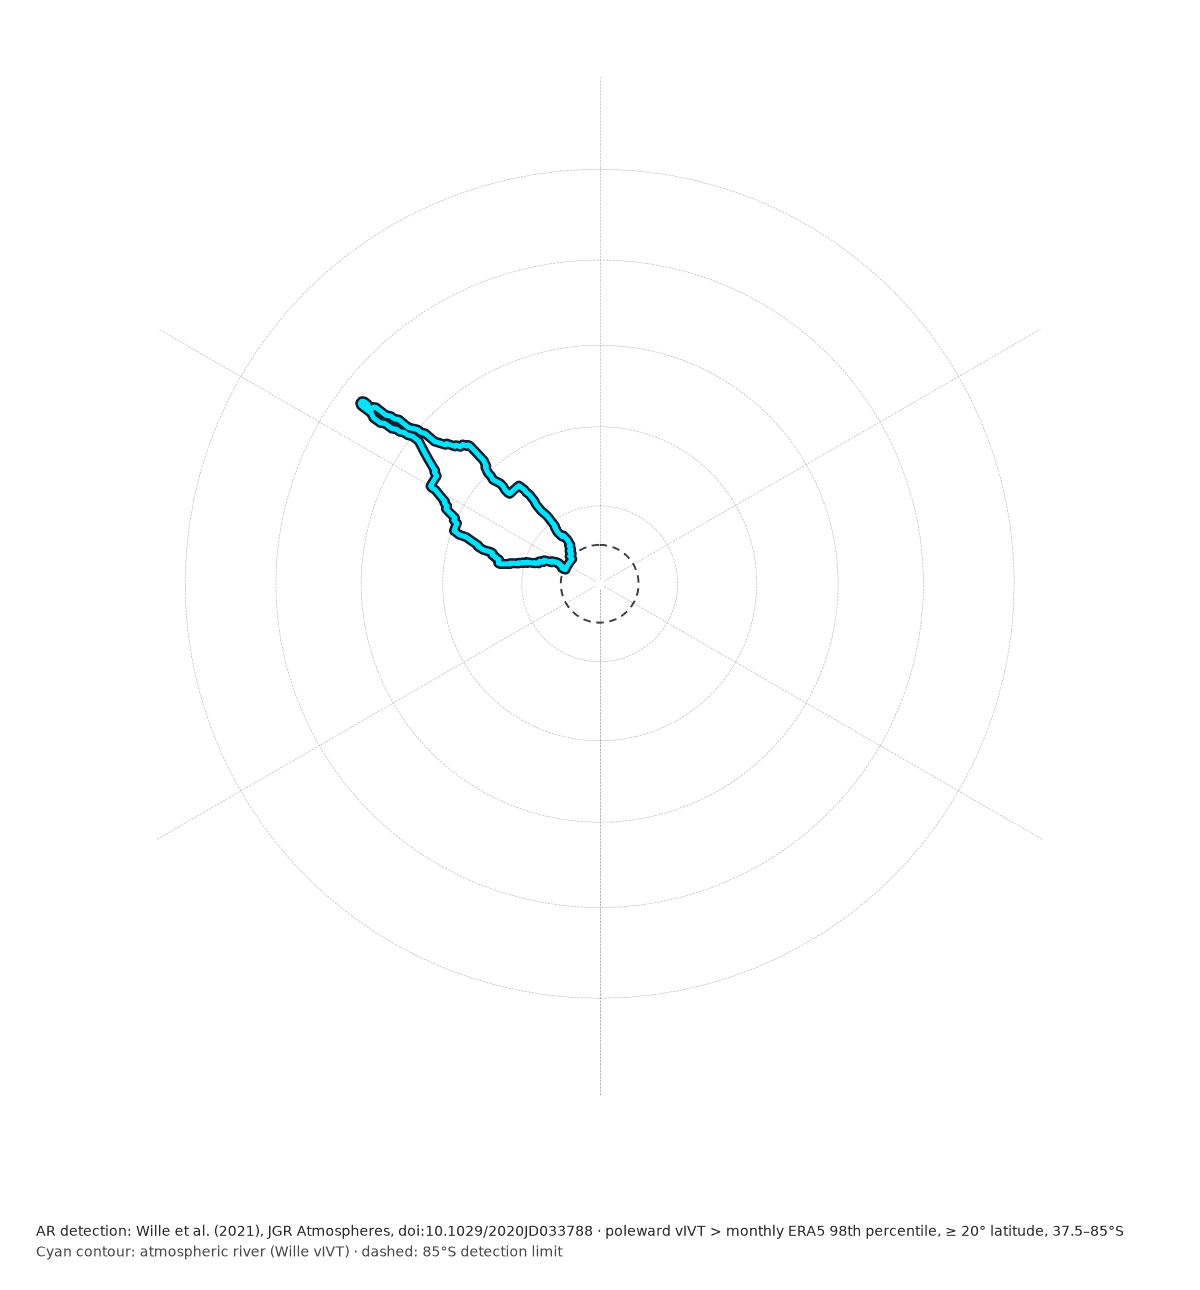 AR detection: Wille et al. (2021), JGR Atmospheres, doi:10.1029/2020JD033788 · poleward vIVT > monthly ERA5 98th percentile, ≥ 20° latitude, 37.5–85°S
Cyan contour: atmospheric river (Wille vIVT) · dashed: 85°S detection limit